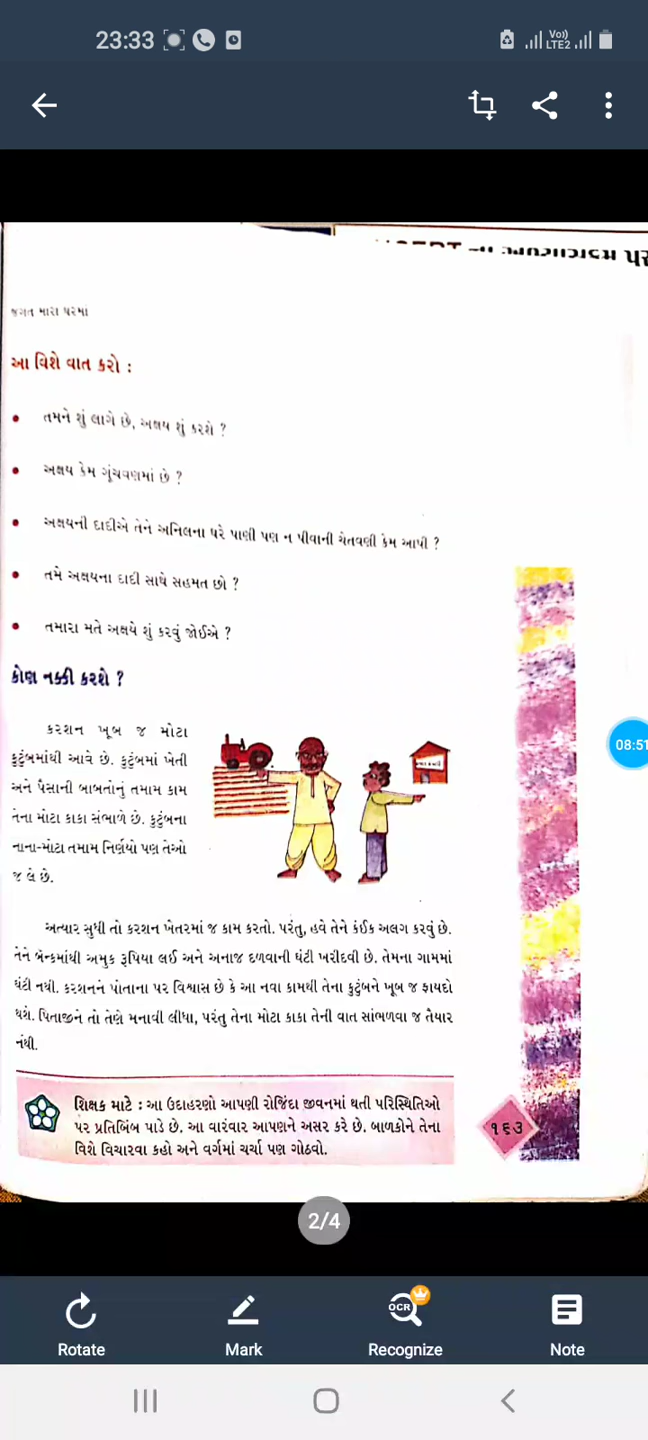 23:33
Vo)) LTE2
જગત મારા ઘરમાં
આ વિશે વાત કરો :
• તમને શું લાગે છે, અક્ષય શું કરશે ?
• અક્ષય કેમ ગૂંચવણમાં છે ?
• અક્ષયની દાદીએ તેને અનિલના ઘરે પાણી પણ ન પીવાની ચેતવણી કેમ આપી ?
• તમે અક્ષયના દાદી સાથે સહમત છો ?
• તમારા મતે અક્ષયે શું કરવું જોઈએ ?
કોણ નક્કી કરશે ?
કરશન ખૂબ જ મોટા
કુટુંબમાંથી આવે છે. કુટુંબમાં ખેતી
અને પૈસાની બાબતોનું તમામ કામ
તેના મોટા કાકા સંભાળે છે. કુટુંબના
નાના-મોટા તમામ નિર્ણયો પણ તેઓ
જ લે છે.
અત્યાર સુધી તો કરશન ખેતરમાં જ કામ કરતો. પરંતુ, હવે તેને કંઈક અલગ કરવું છે.
તેને બૅન્કમાંથી અમુક રૂપિયા લઈ અને અનાજ દળવાની ઘંટી ખરીદવી છે. તેમના ગામમાં
ઘંટી નથી. કરશનને પોતાના પર વિશ્વાસ છે કે આ નવા કામથી તેના કુટુંબને ખૂબ જ ફાયદો
થશે. પિતાજીને તો તેણે મનાવી લીધા, પરંતુ તેના મોટા કાકા તેની વાત સાંભળવા જ તૈયાર
નથી.
શિક્ષક માટે : આ ઉદાહરણો આપણી રોજિંદા જીવનમાં થતી પરિસ્થિતિઓ
પર પ્રતિબિંબ પાડે છે. આ વારંવાર આપણને અસર કરે છે. બાળકોને તેના
વિશે વિચારવા કહો અને વર્ગમાં ચર્ચા પણ ગોઠવો.
૧૬૩
08:51
2/4
OCR
Rotate Mark Recognize Note